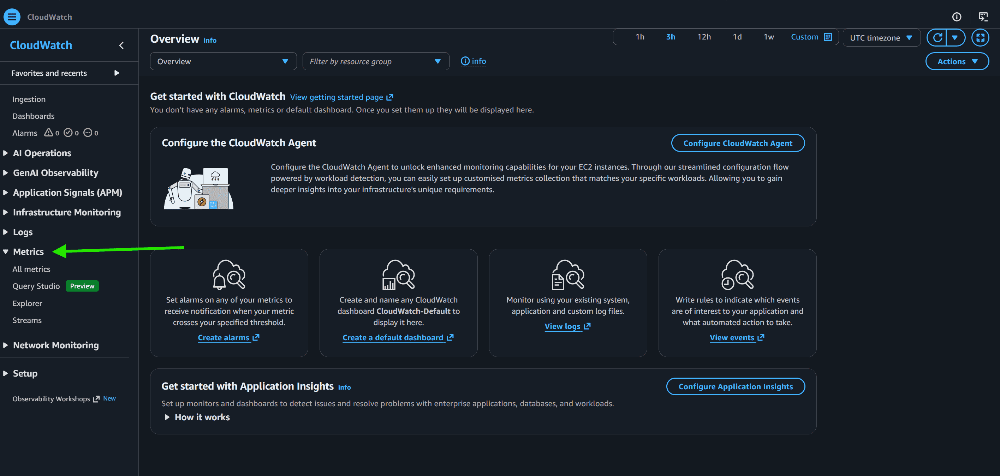 CloudWatch
CloudWatch
Favorites and recents
Ingestion
Dashboards
Alarms 0 0 0
AI Operations
GenAI Observability
Application Signals (APM)
Infrastructure Monitoring
Logs
Metrics
All metrics
Query Studio Preview
Explorer
Streams
Network Monitoring
Setup
Observability Workshops New
Overview info
1h 3h 12h 1d 1w Custom
UTC timezone
Overview
Filter by resource group
info
Actions
Get started with CloudWatch View getting started page
You don't have any alarms, metrics or default dashboard. Once you set them up they will be displayed here.
Configure the CloudWatch Agent
Configure CloudWatch Agent
Configure the CloudWatch Agent to unlock enhanced monitoring capabilities for your EC2 instances. Through our streamlined configuration flow
powered by workload detection, you can easily set up customised metrics collection that matches your specific workloads. Allowing you to gain
deeper insights into your infrastructure's unique requirements.
Set alarms on any of your metrics to
receive notification when your metric
crosses your specified threshold.
Create alarms
Create and name any CloudWatch
dashboard CloudWatch-Default to
display it here.
Create a default dashboard
Monitor using your existing system,
application and custom log files.
View logs
Write rules to indicate which events
are of interest to your application and
what automated action to take.
View events
Get started with Application Insights info
Configure Application Insights
Set up monitors and dashboards to detect issues and resolve problems with enterprise applications, databases, and workloads.
How it works